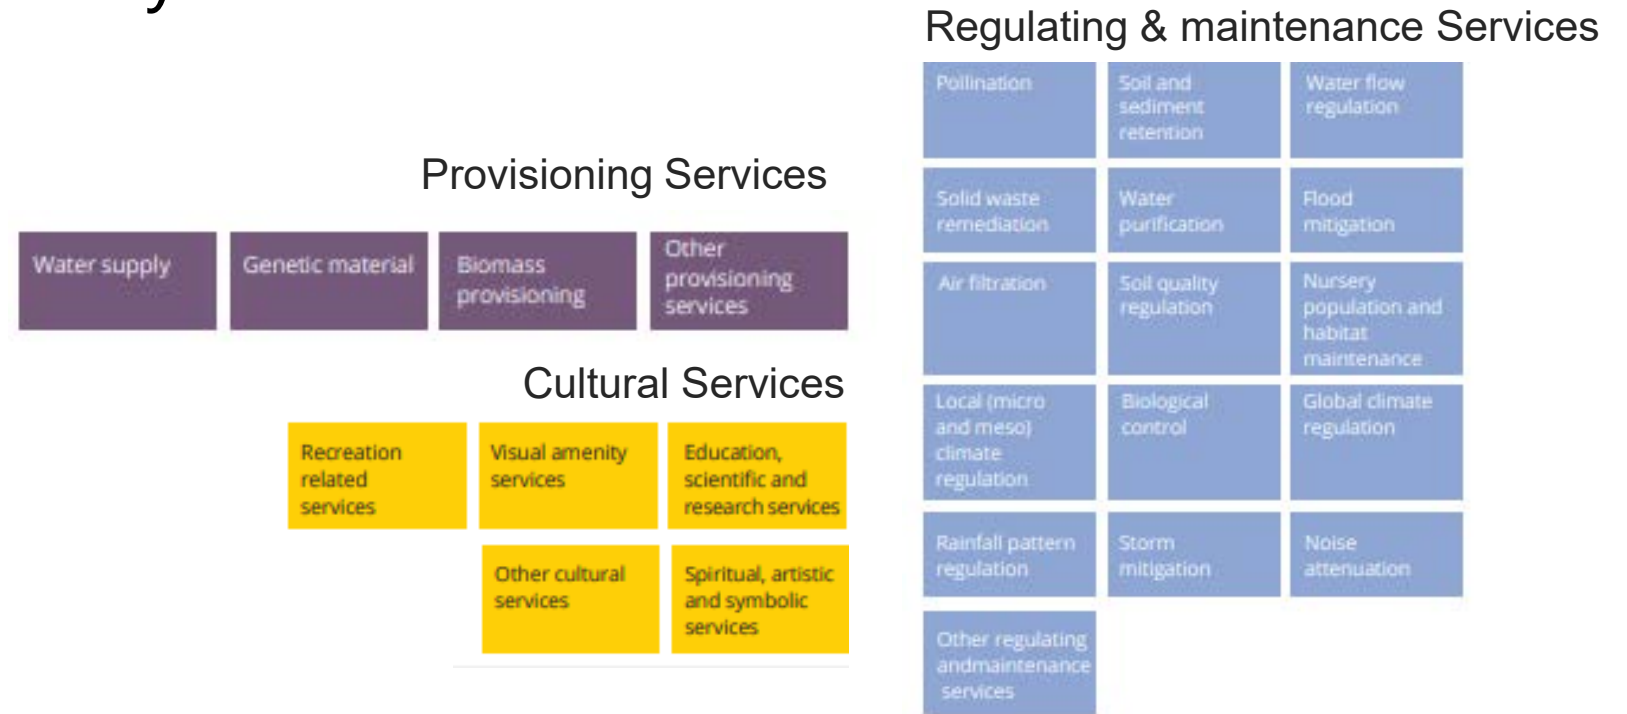 y
Regulating & maintenance Services
Pollination
Soil and
sediment
retention
Water flow
regulation
Provisioning Services
Solid waste
remediation
Water
purification
Flood
mitigation
Water supply
Genetic material
Biomass
provisioning
Other
provisioning
services
Air filtration
Soil quality
regulation
Nursery
population and
habitat
maintenance
Cultural Services
Local (micro
and meso)
climate
regulation
Biological
control
Global climate
regulation
Recreation
related
services
Visual amenity
services
Education,
scientific and
research services
Rainfall pattern
regulation
Storm
mitigation
Noise
attenuation
Other cultural
services
Spiritual, artistic
and symbolic
services
Other regulating
andmaintenance
services